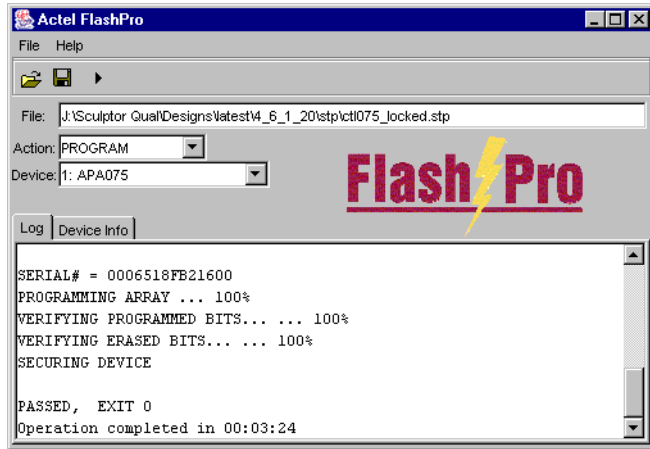 Actel FlashPro
File Help
File: J:\Sculptor Qual\Designs\latest\4_6_1_20\stp\ctl075_locked.stp
Action: PROGRAM
Device: 1: APA075
Flash Pro
Log Device Info
SERIAL# = 0006518FB21600
PROGRAMMING ARRAY ... 100%
VERIFYING PROGRAMMED BITS... ... 100%
VERIFYING ERASED BITS... ... 100%
SECURING DEVICE
PASSED, EXIT 0
Operation completed in 00:03:24